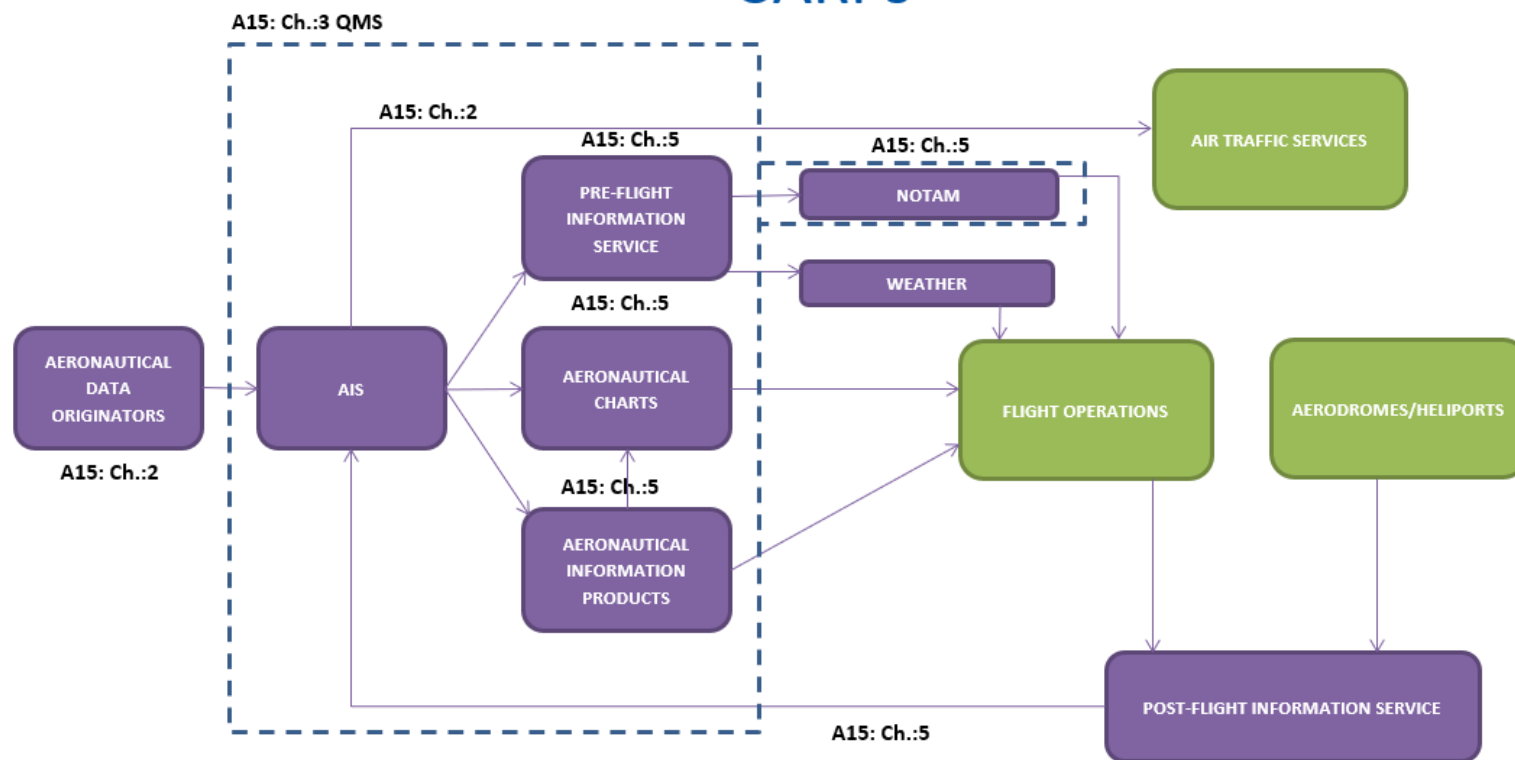 A15: Ch.:3 QMS
A15: Ch.:2
A15: Ch.:5
A15: Ch.:5
AIR TRAFFIC SERVICES
PRE-FLIGHT
INFORMATION
SERVICE
NOTAM
WEATHER
A15: Ch.:5
AERONAUTICAL
DATA
ORIGINATORS
AIS
AERONAUTICAL
CHARTS
FLIGHT OPERATIONS
AERODROMES/HELIPORTS
A15: Ch.:2
A15: Ch.:5
AERONAUTICAL
INFORMATION
PRODUCTS
POST-FLIGHT INFORMATION SERVICE
A15: Ch.:5